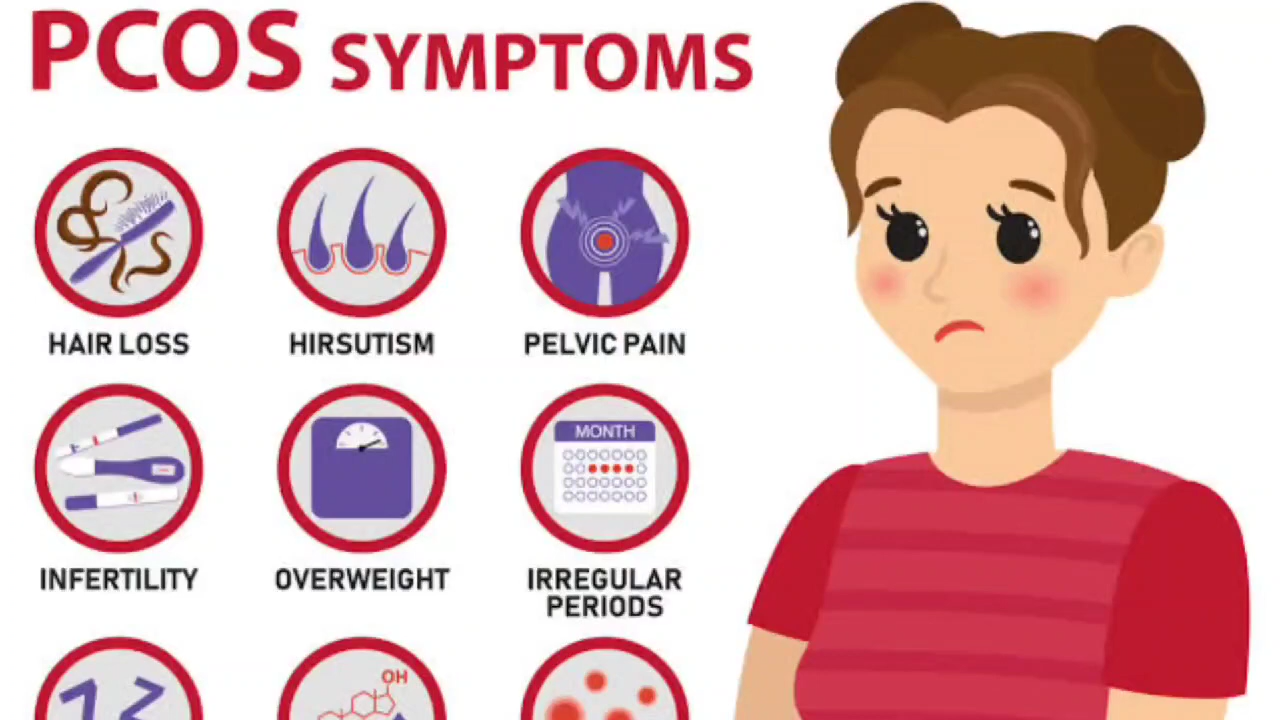 PCOS SYMPTOMS
HAIR LOSS
HIRSUTISM
PELVIC PAIN
MONTH
INFERTILITY
OVERWEIGHT
IRREGULAR
PERIODS
OH